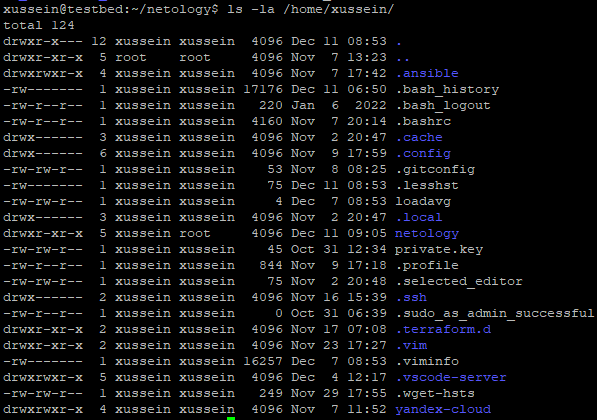 xussein@testbed:~/netology$ ls -la /home/xussein/
total 124
drwxr-x--- 12 xussein xussein  4096 Dec 11 08:53 .
drwxr-xr-x  5 root    root     4096 Nov  7 13:23 ..
drwxrwxr-x  4 xussein xussein  4096 Nov  7 17:42 .ansible
-rw-------  1 xussein xussein 17176 Dec 11 06:50 .bash_history
-rw-r--r--  1 xussein xussein   220 Jan  6  2022 .bash_logout
-rw-r--r--  1 xussein xussein  4160 Nov  7 20:14 .bashrc
drwx------  3 xussein xussein  4096 Nov  2 20:47 .cache
drwx------  6 xussein xussein  4096 Nov  9 17:59 .config
-rw-rw-r--  1 xussein xussein    53 Nov  8 08:25 .gitconfig
-rw-------  1 xussein xussein    75 Dec 11 08:53 .lesshst
-rw-rw-r--  1 xussein xussein     4 Dec  7 08:53 loadavg
drwx------  3 xussein xussein  4096 Nov  2 20:47 .local
drwxr-xr-x  5 xussein root     4096 Dec 11 09:05 netology
-rw-rw-r--  1 xussein xussein    45 Oct 31 12:34 private.key
-rw-r--r--  1 xussein xussein   844 Nov  9 17:18 .profile
-rw-rw-r--  1 xussein xussein    75 Nov  2 20:48 .selected_editor
drwx------  2 xussein xussein  4096 Nov 16 15:39 .ssh
-rw-r--r--  1 xussein xussein     0 Oct 31 06:39 .sudo_as_admin_successful
drwxr-xr-x  2 xussein xussein  4096 Nov 17 07:08 .terraform.d
drwxr-xr-x  2 xussein xussein  4096 Nov 23 17:27 .vim
-rw-------  1 xussein xussein 16257 Dec  7 08:53 .viminfo
drwxrwxr-x  5 xussein xussein  4096 Dec  4 12:17 .vscode-server
-rw-rw-r--  1 xussein xussein   249 Nov 29 17:55 .wget-hsts
drwxrwxr-x  4 xussein xussein  4096 Nov  7 11:52 yandex-cloud